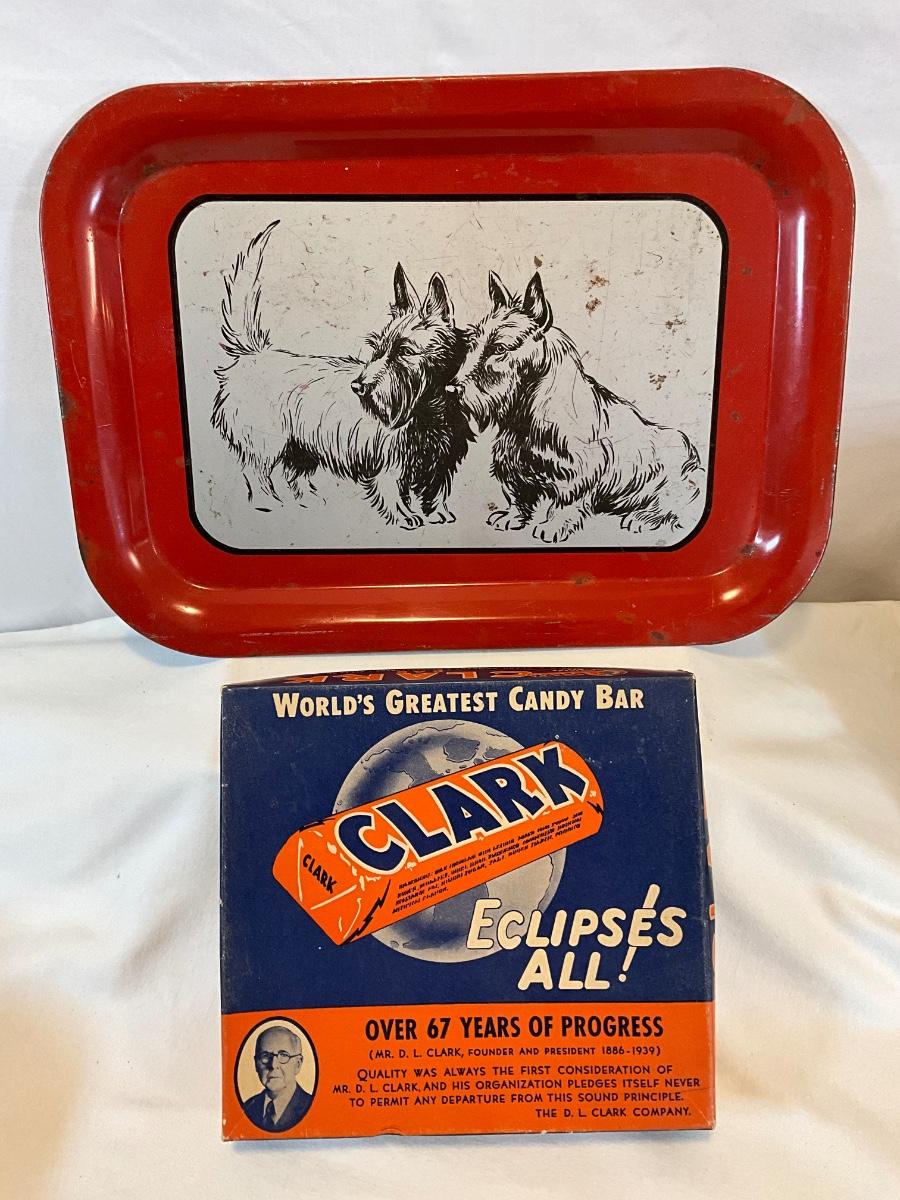 CLARK
WORLD'S GREATEST CANDY BAR
CLARK
CLARK
ECLIPSES
ALL!
OVER 67 YEARS OF PROGRESS
(MR. D. L. CLARK, FOUNDER AND PRESIDENT 1886-1939)
QUALITY WAS ALWAYS THE FIRST CONSIDERATION OF
MR. D. L. CLARK, AND HIS ORGANIZATION PLEDGES ITSELF NEVER
TO PERMIT ANY DEPARTURE FROM THIS SOUND PRINCIPLE.
THE D. L. CLARK COMPANY.